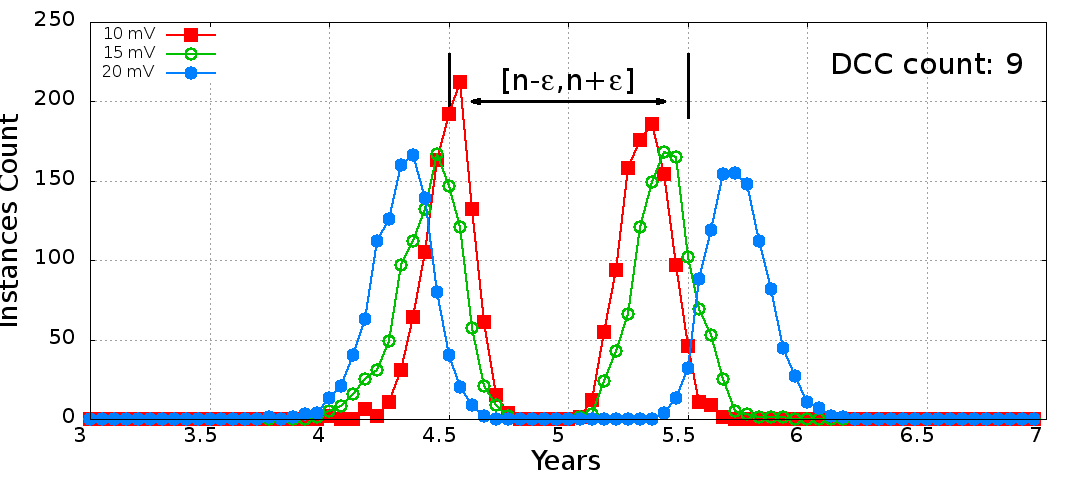 250
200
150
100
50
0
Instances Count
10 mV
15 mV
20 mV
[n-ε,n+ε]
DCC count: 9
3 3.5 4 4.5 5 5.5 6 6.5 7
Years